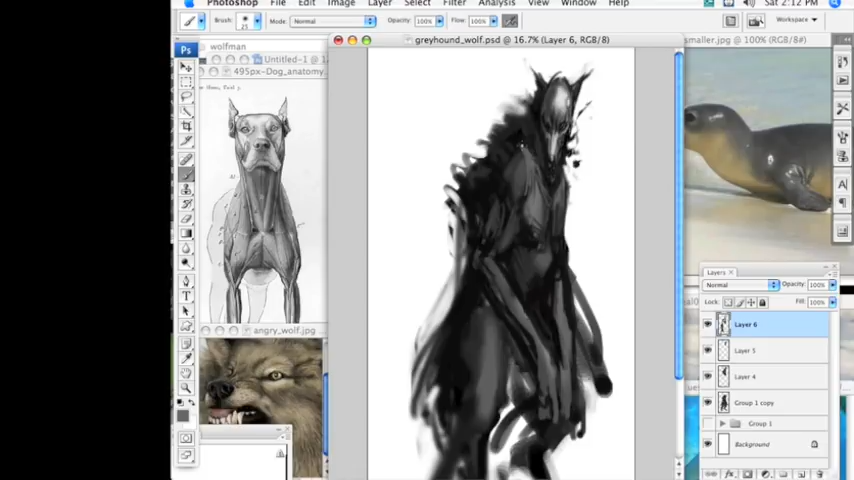 Photoshop File Edit Image Layer Select Filter Analysis View Window Help Sat 2:12 PM
Brush: 25 Mode: Normal Opacity: 100% Flow: 100% Workspace
greyhound_wolf.psd @ 16.7% (Layer 6, RGB/8)
smaller.jpg @ 100% (RGB/8#)
wolfman
Untitled-1 @
495px-Dog_anatomy
Ps
angry_wolf.jpg
Layers
Normal Opacity: 100%
Lock: Fill: 100%
Layer 6
Layer 5
Layer 4
Group 1 copy
Group 1
Background